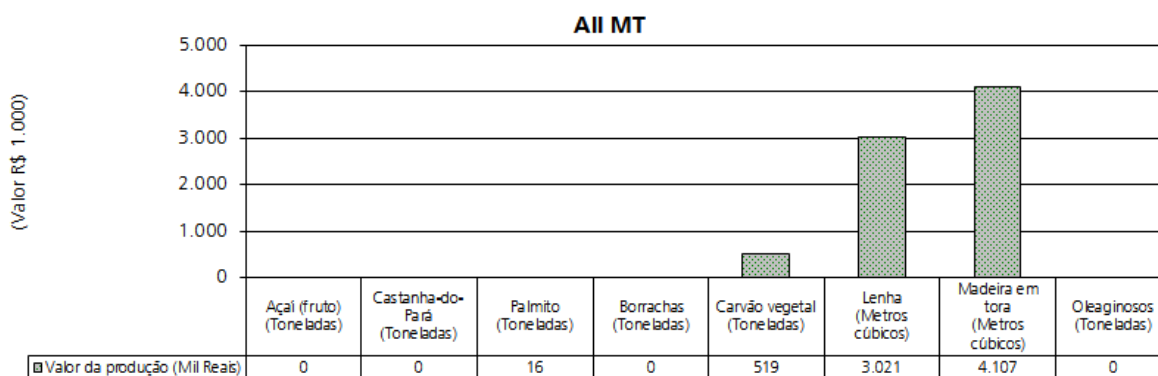 AII MT
(Valor R$ 1.000)
5.000
4.000
3.000
2.000
1.000
0
Açaí (fruto)
(Toneladas)
Castanha-do-
Pará
(Toneladas)
Palmito
(Toneladas)
Borrachas
(Toneladas)
Carvão vegetal
(Toneladas)
Lenha
(Metros
cúbicos)
Madeira em
tora
(Metros
cúbicos)
Oleaginosos
(Toneladas)
Valor da produção (Mil Reais) 0 0 16 0 519 3.021 4.107 0